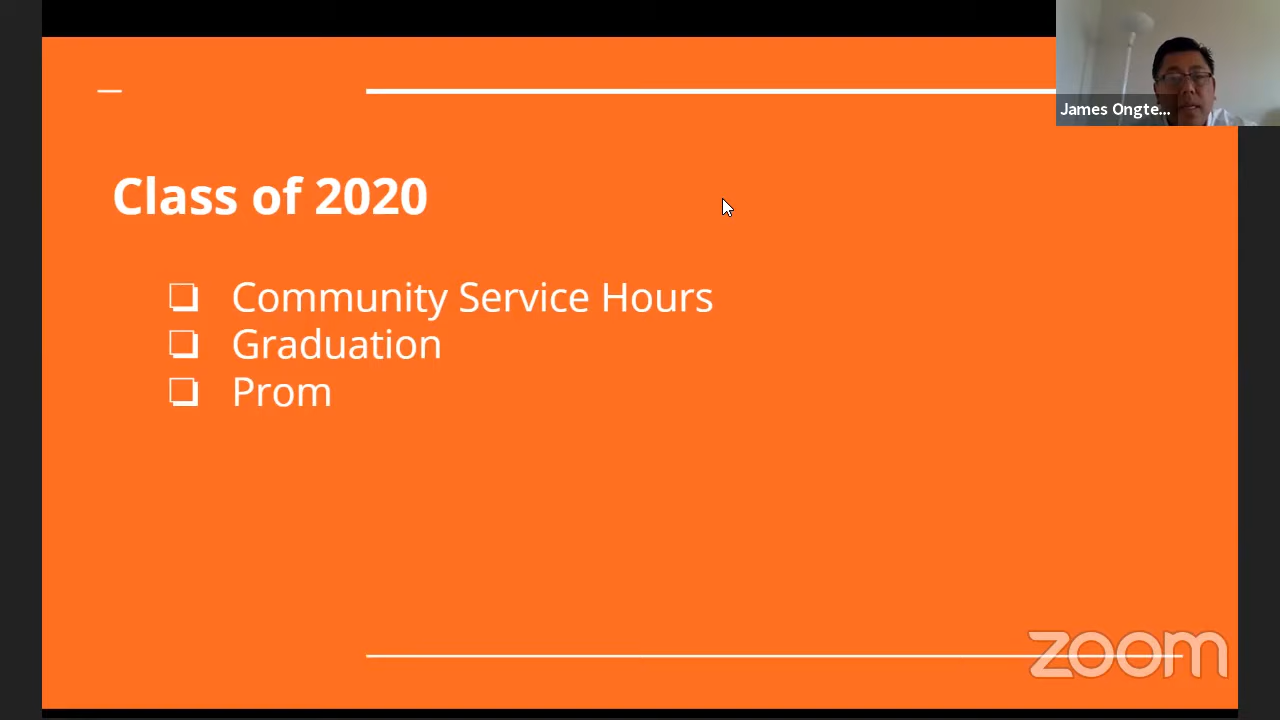 James Ongte...
Class of 2020
❏ Community Service Hours
❏ Graduation
❏ Prom
zoom